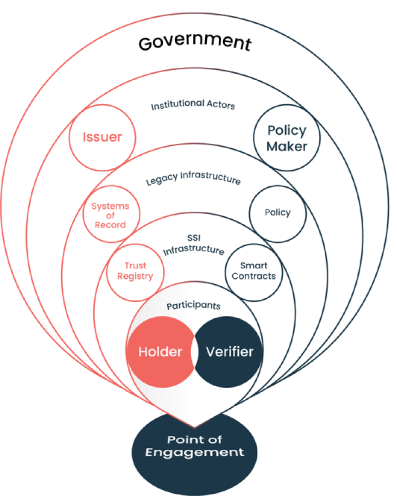 Government
Institutional Actors
Issuer
Policy
Maker
Legacy Infrastructure
Systems
of
Record
Policy
SSI
Infrastructure
Trust
Registry
Smart
Contracts
Participants
Holder
Verifier
Point of
Engagement